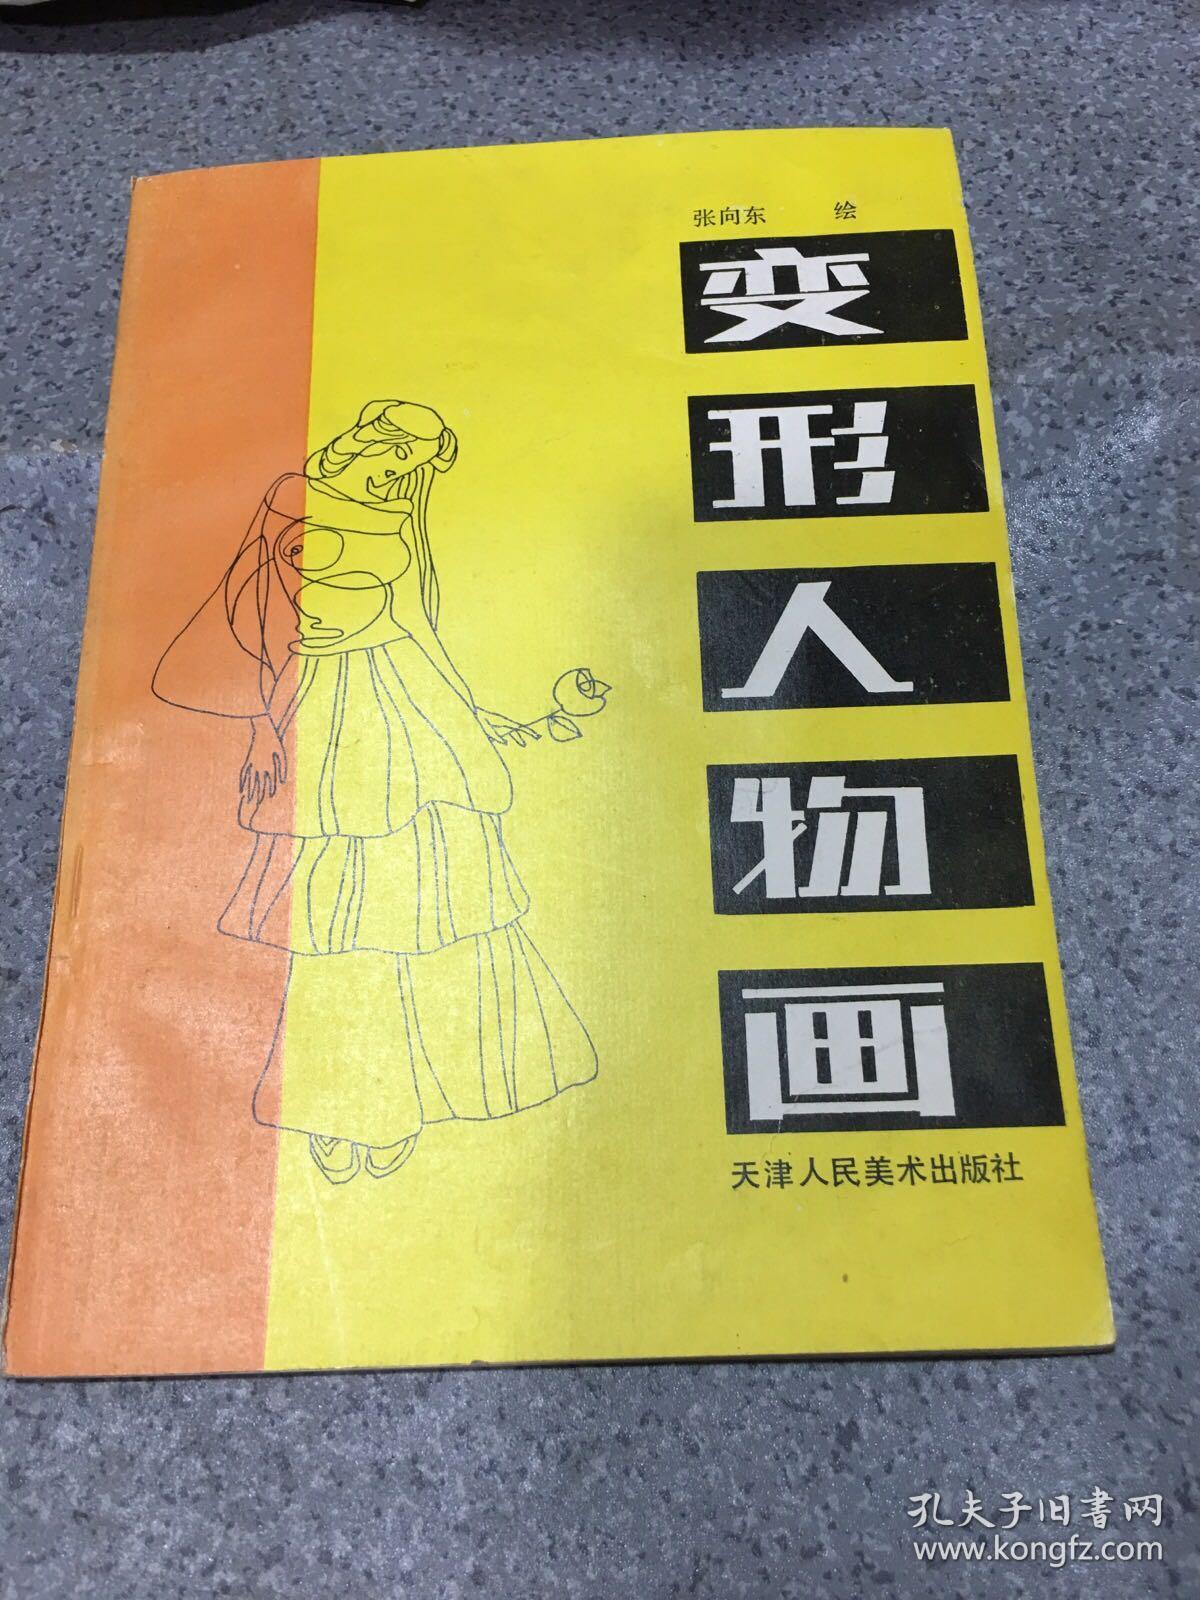 张向东 绘
变
形
人
物
画
天津人民美术出版社
孔夫子旧书网
www.kongfz.com